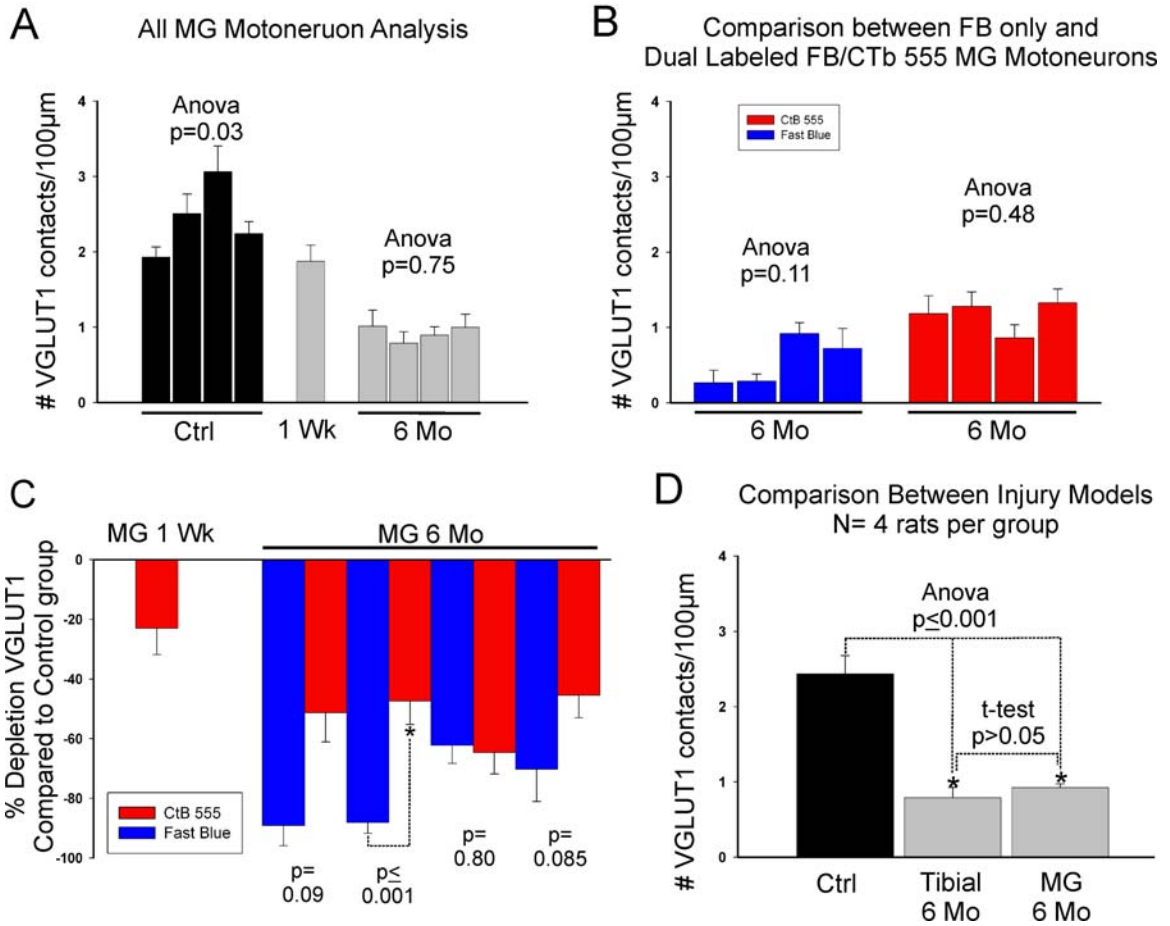 A
All MG Motoneruon Analysis
# VGLUT1 contacts/100µm
4
3
2
1
0
Anova
p=0.03
Anova
p=0.75
Ctrl
1 Wk
6 Mo
B
Comparison between FB only and
Dual Labeled FB/CTb 555 MG Motoneurons
# VGLUT1 contacts/100µm
4
3
2
1
0
CtB 555
Fast Blue
Anova
p=0.11
Anova
p=0.48
6 Mo
6 Mo
C
MG 1 Wk
MG 6 Mo
% Depletion VGLUT1
Compared to Control group
-0
-20
-40
-60
-80
-100
CtB 555
Fast Blue
*
p=
0.09
p≤
0.001
p=
0.80
p=
0.085
D
Comparison Between Injury Models
N= 4 rats per group
# VGLUT1 contacts/100µm
4
3
2
1
0
Anova
p≤0.001
t-test
p>0.05
*
*
Ctrl
Tibial
6 Mo
MG
6 Mo